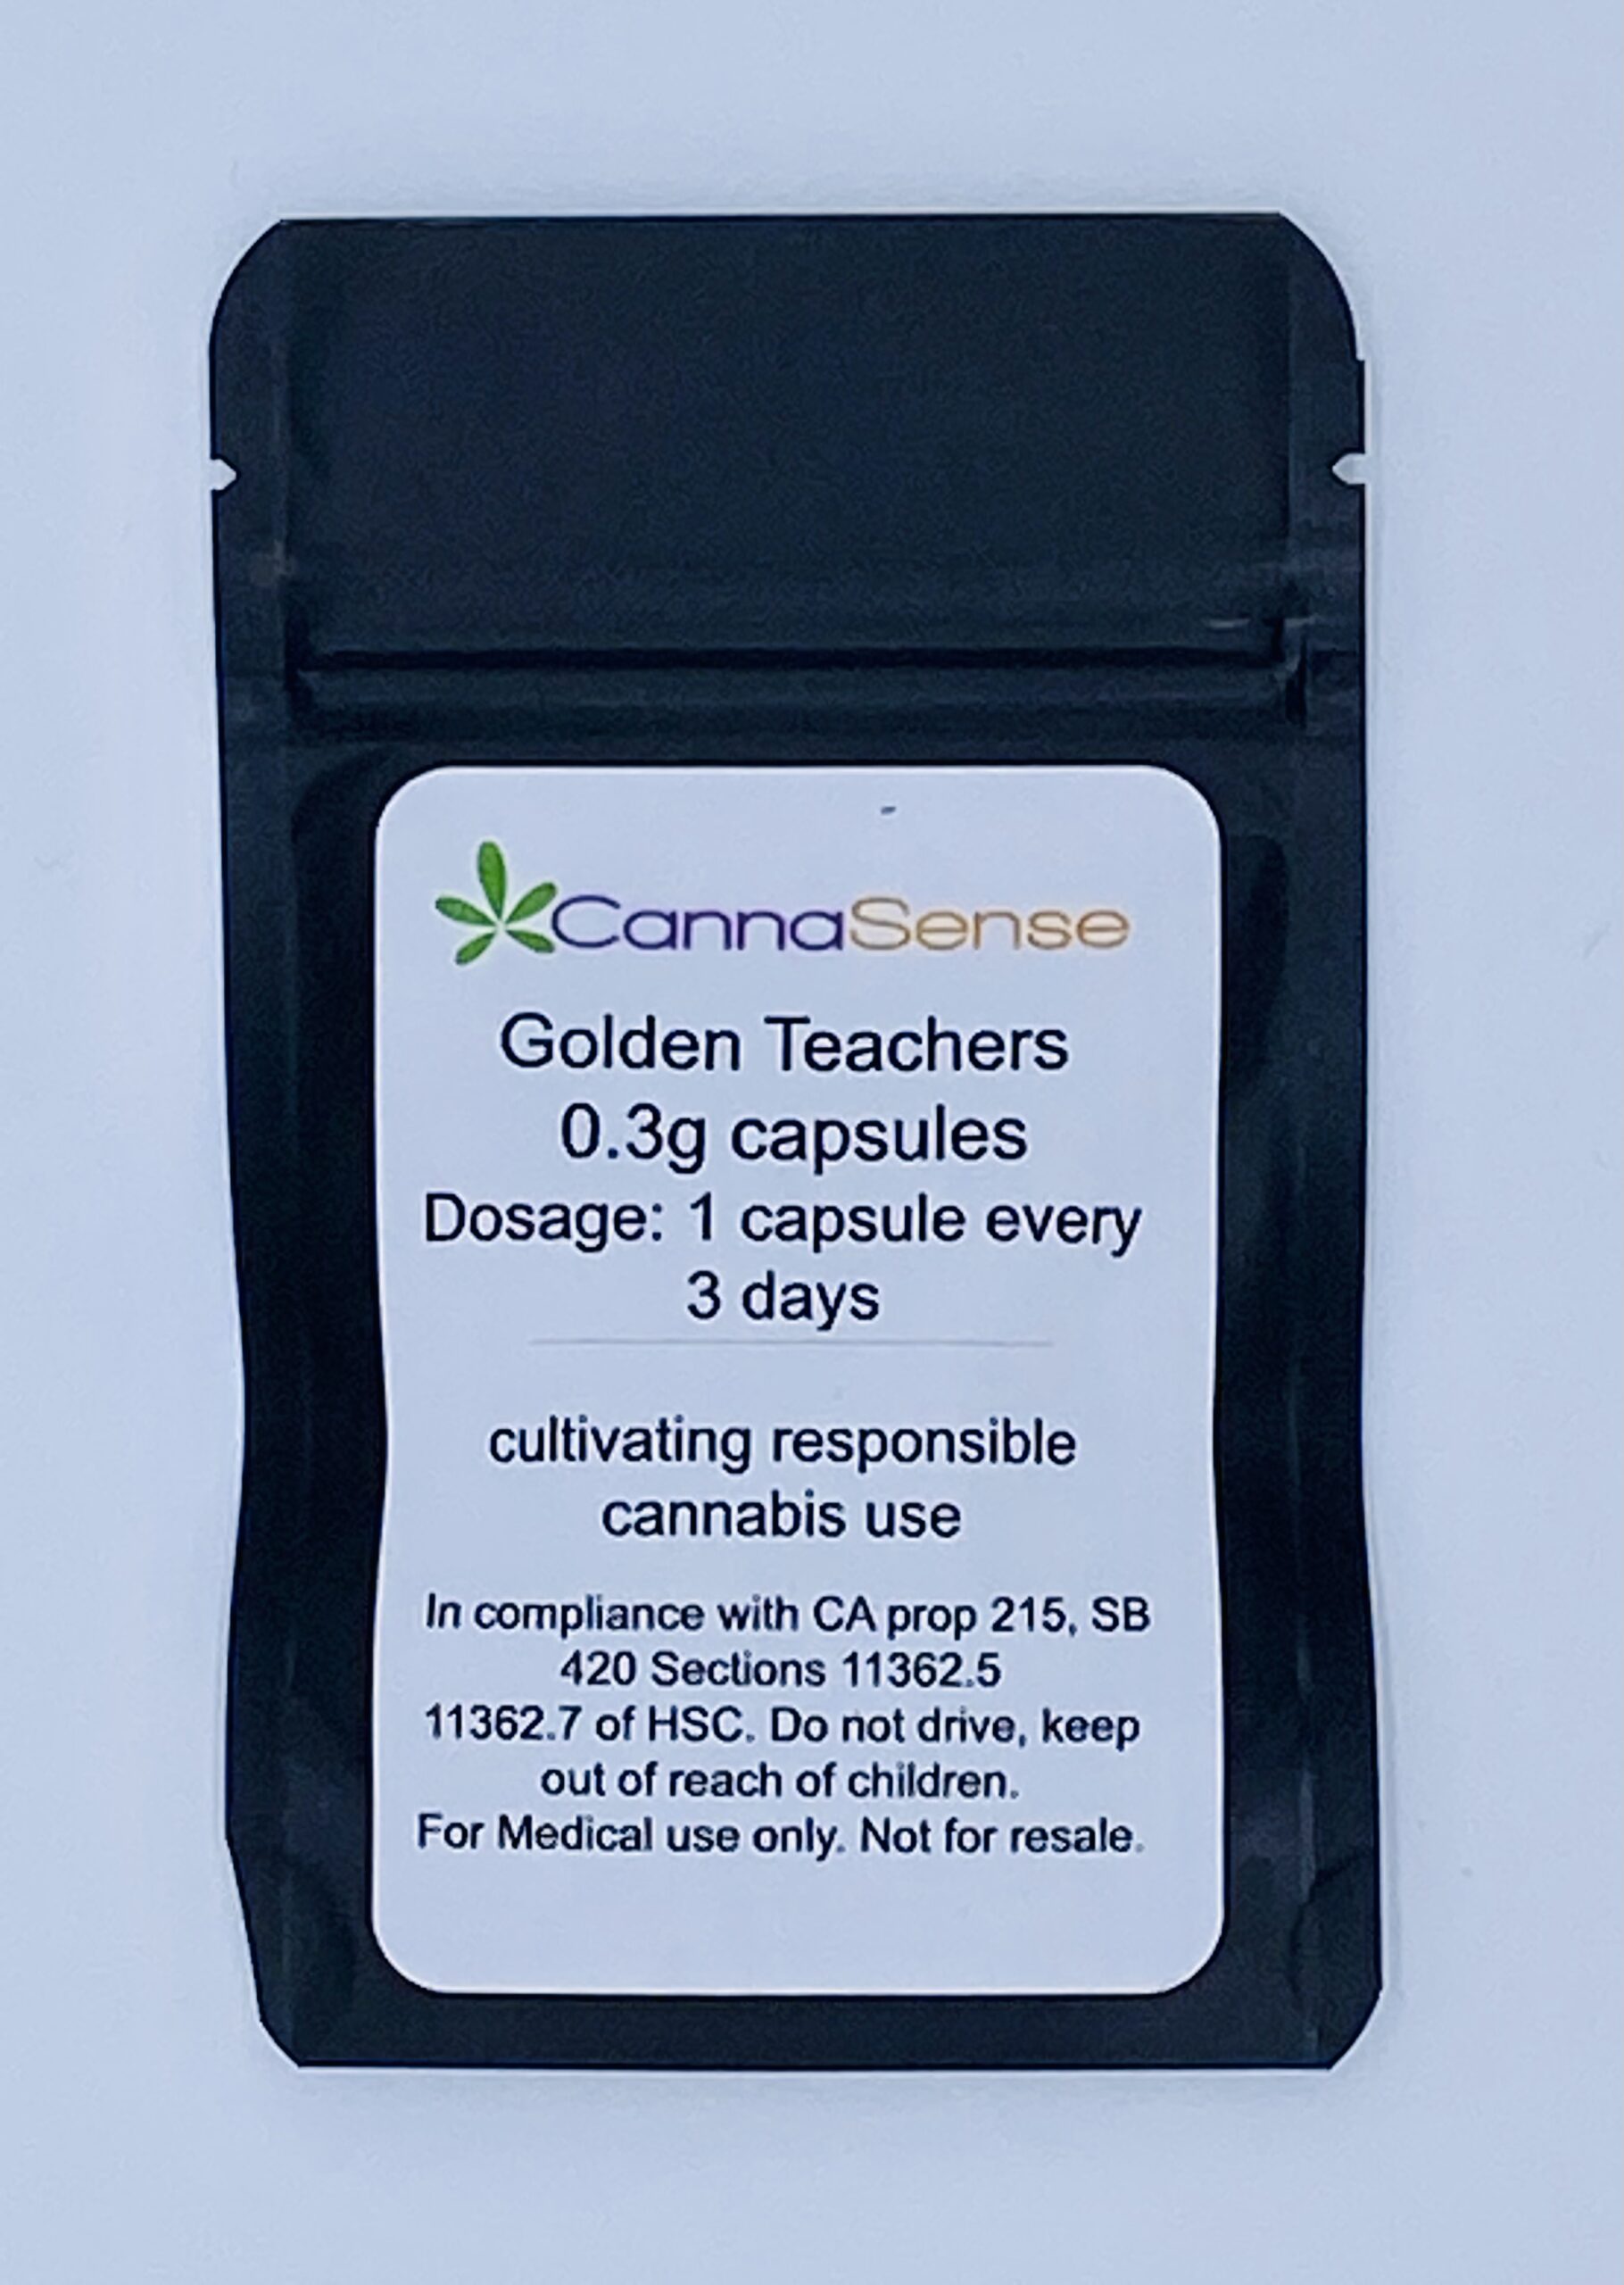 CannaSense
Golden Teachers
0.3g capsules
Dosage: 1 capsule every
3 days
cultivating responsible
cannabis use
In compliance with CA prop 215, SB
420 Sections 11362.5
11362.7 of HSC. Do not drive, keep
out of reach of children.
For Medical use only. Not for resale.